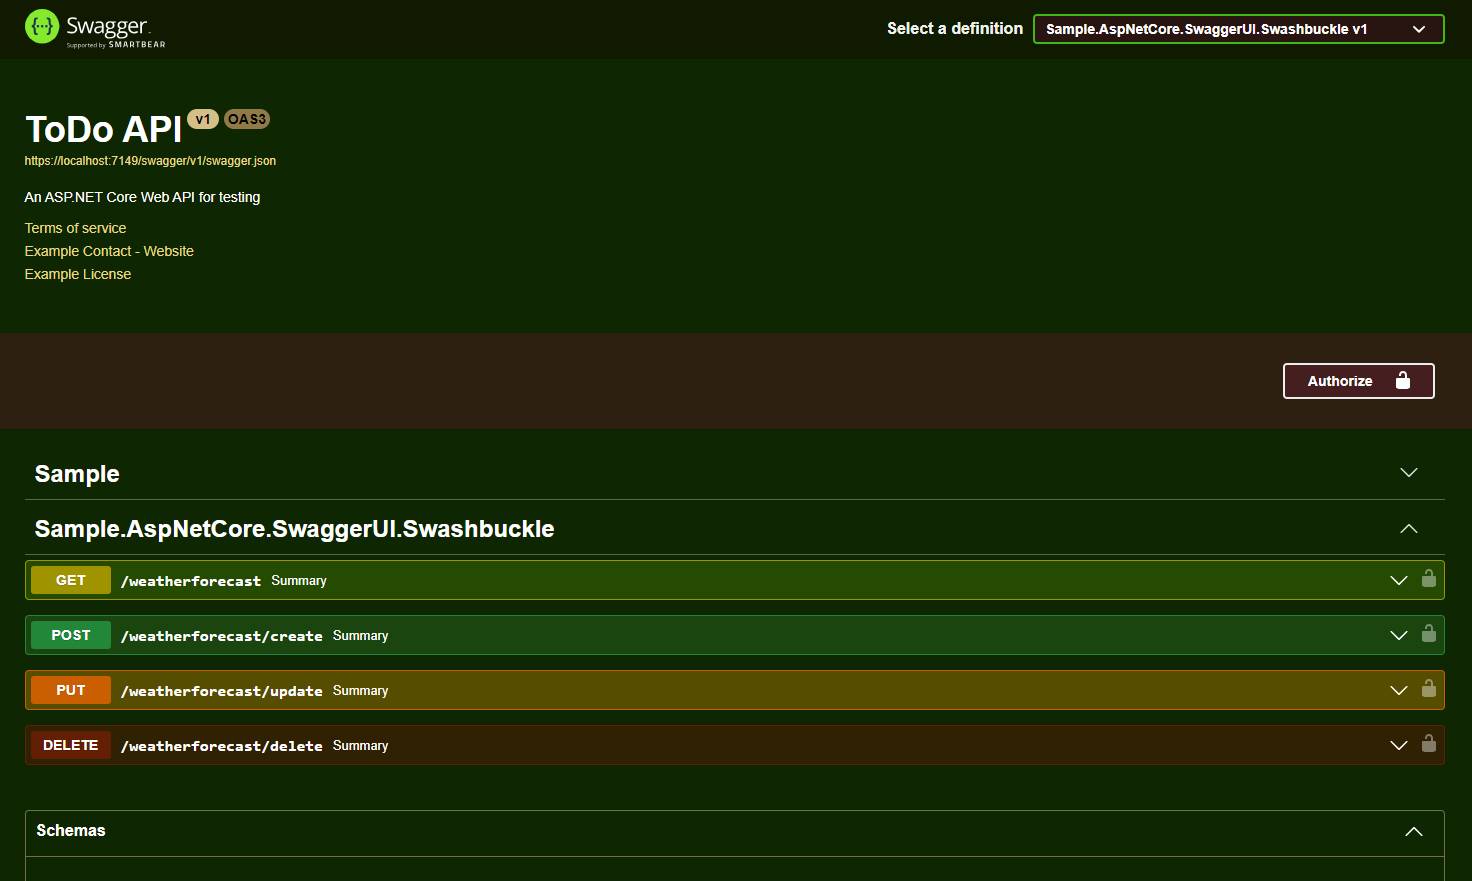 Swagger
Supported by SMARTBEAR
Select a definition
Sample.AspNetCore.SwaggerUI.Swashbuckle v1
ToDo API v1 OAS3
https://localhost:7149/swagger/v1/swagger.json
An ASP.NET Core Web API for testing
Terms of service
Example Contact - Website
Example License
Authorize
Sample
Sample.AspNetCore.SwaggerUI.Swashbuckle
GET /weatherforecast Summary
POST /weatherforecast/create Summary
PUT /weatherforecast/update Summary
DELETE /weatherforecast/delete Summary
Schemas